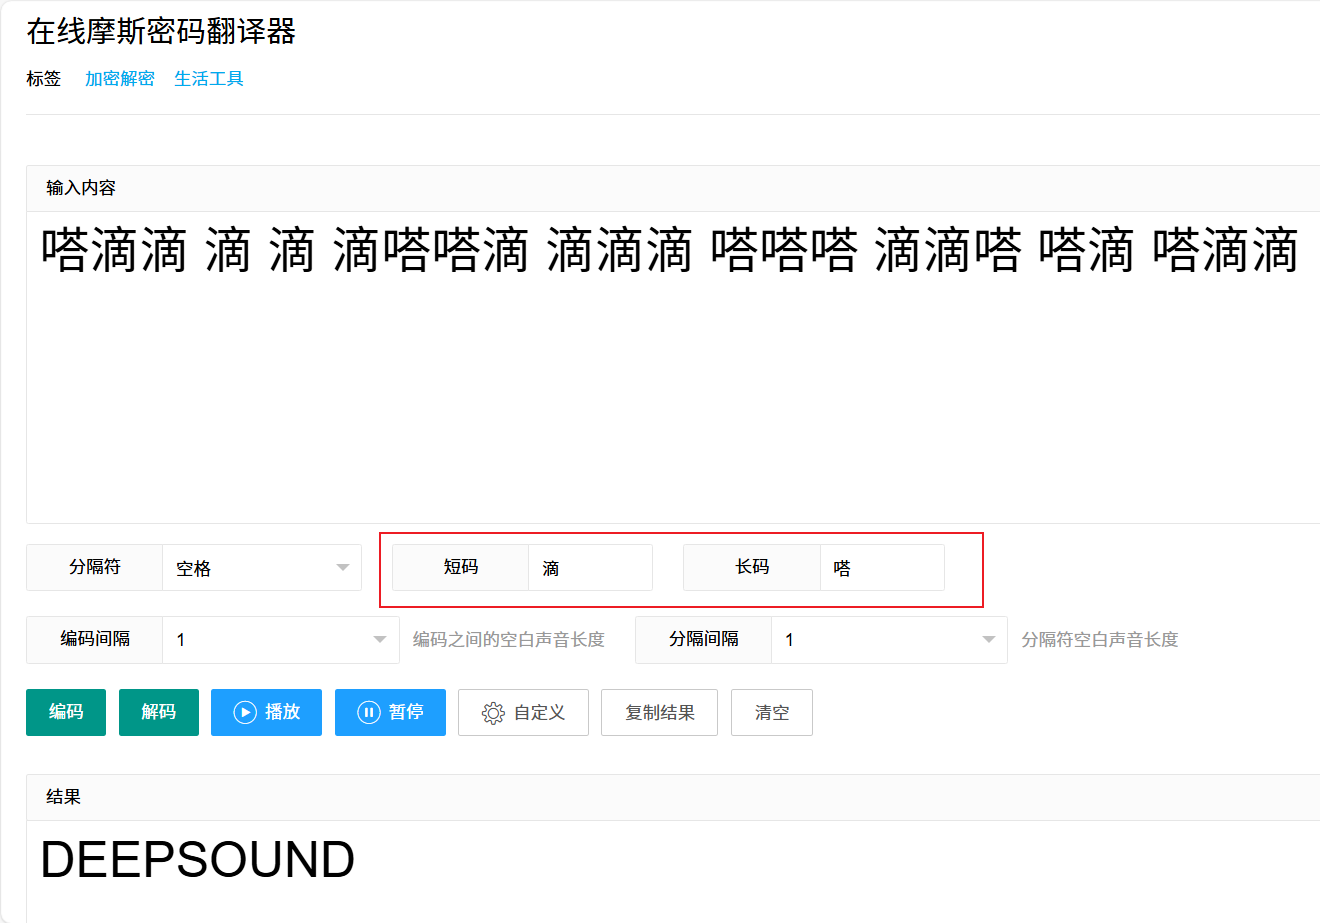 在线摩斯密码翻译器
标签 加密解密 生活工具
输入内容
嗒滴滴 滴 滴 滴嗒嗒滴 滴滴滴 嗒嗒嗒 滴滴嗒 嗒滴 嗒滴滴
分隔符 空格 短码 滴 长码 嗒
编码间隔 1 编码之间的空白声音长度 分隔间隔 1 分隔符空白声音长度
编码 解码 播放 暂停 自定义 复制结果 清空
结果
DEEPSOUND